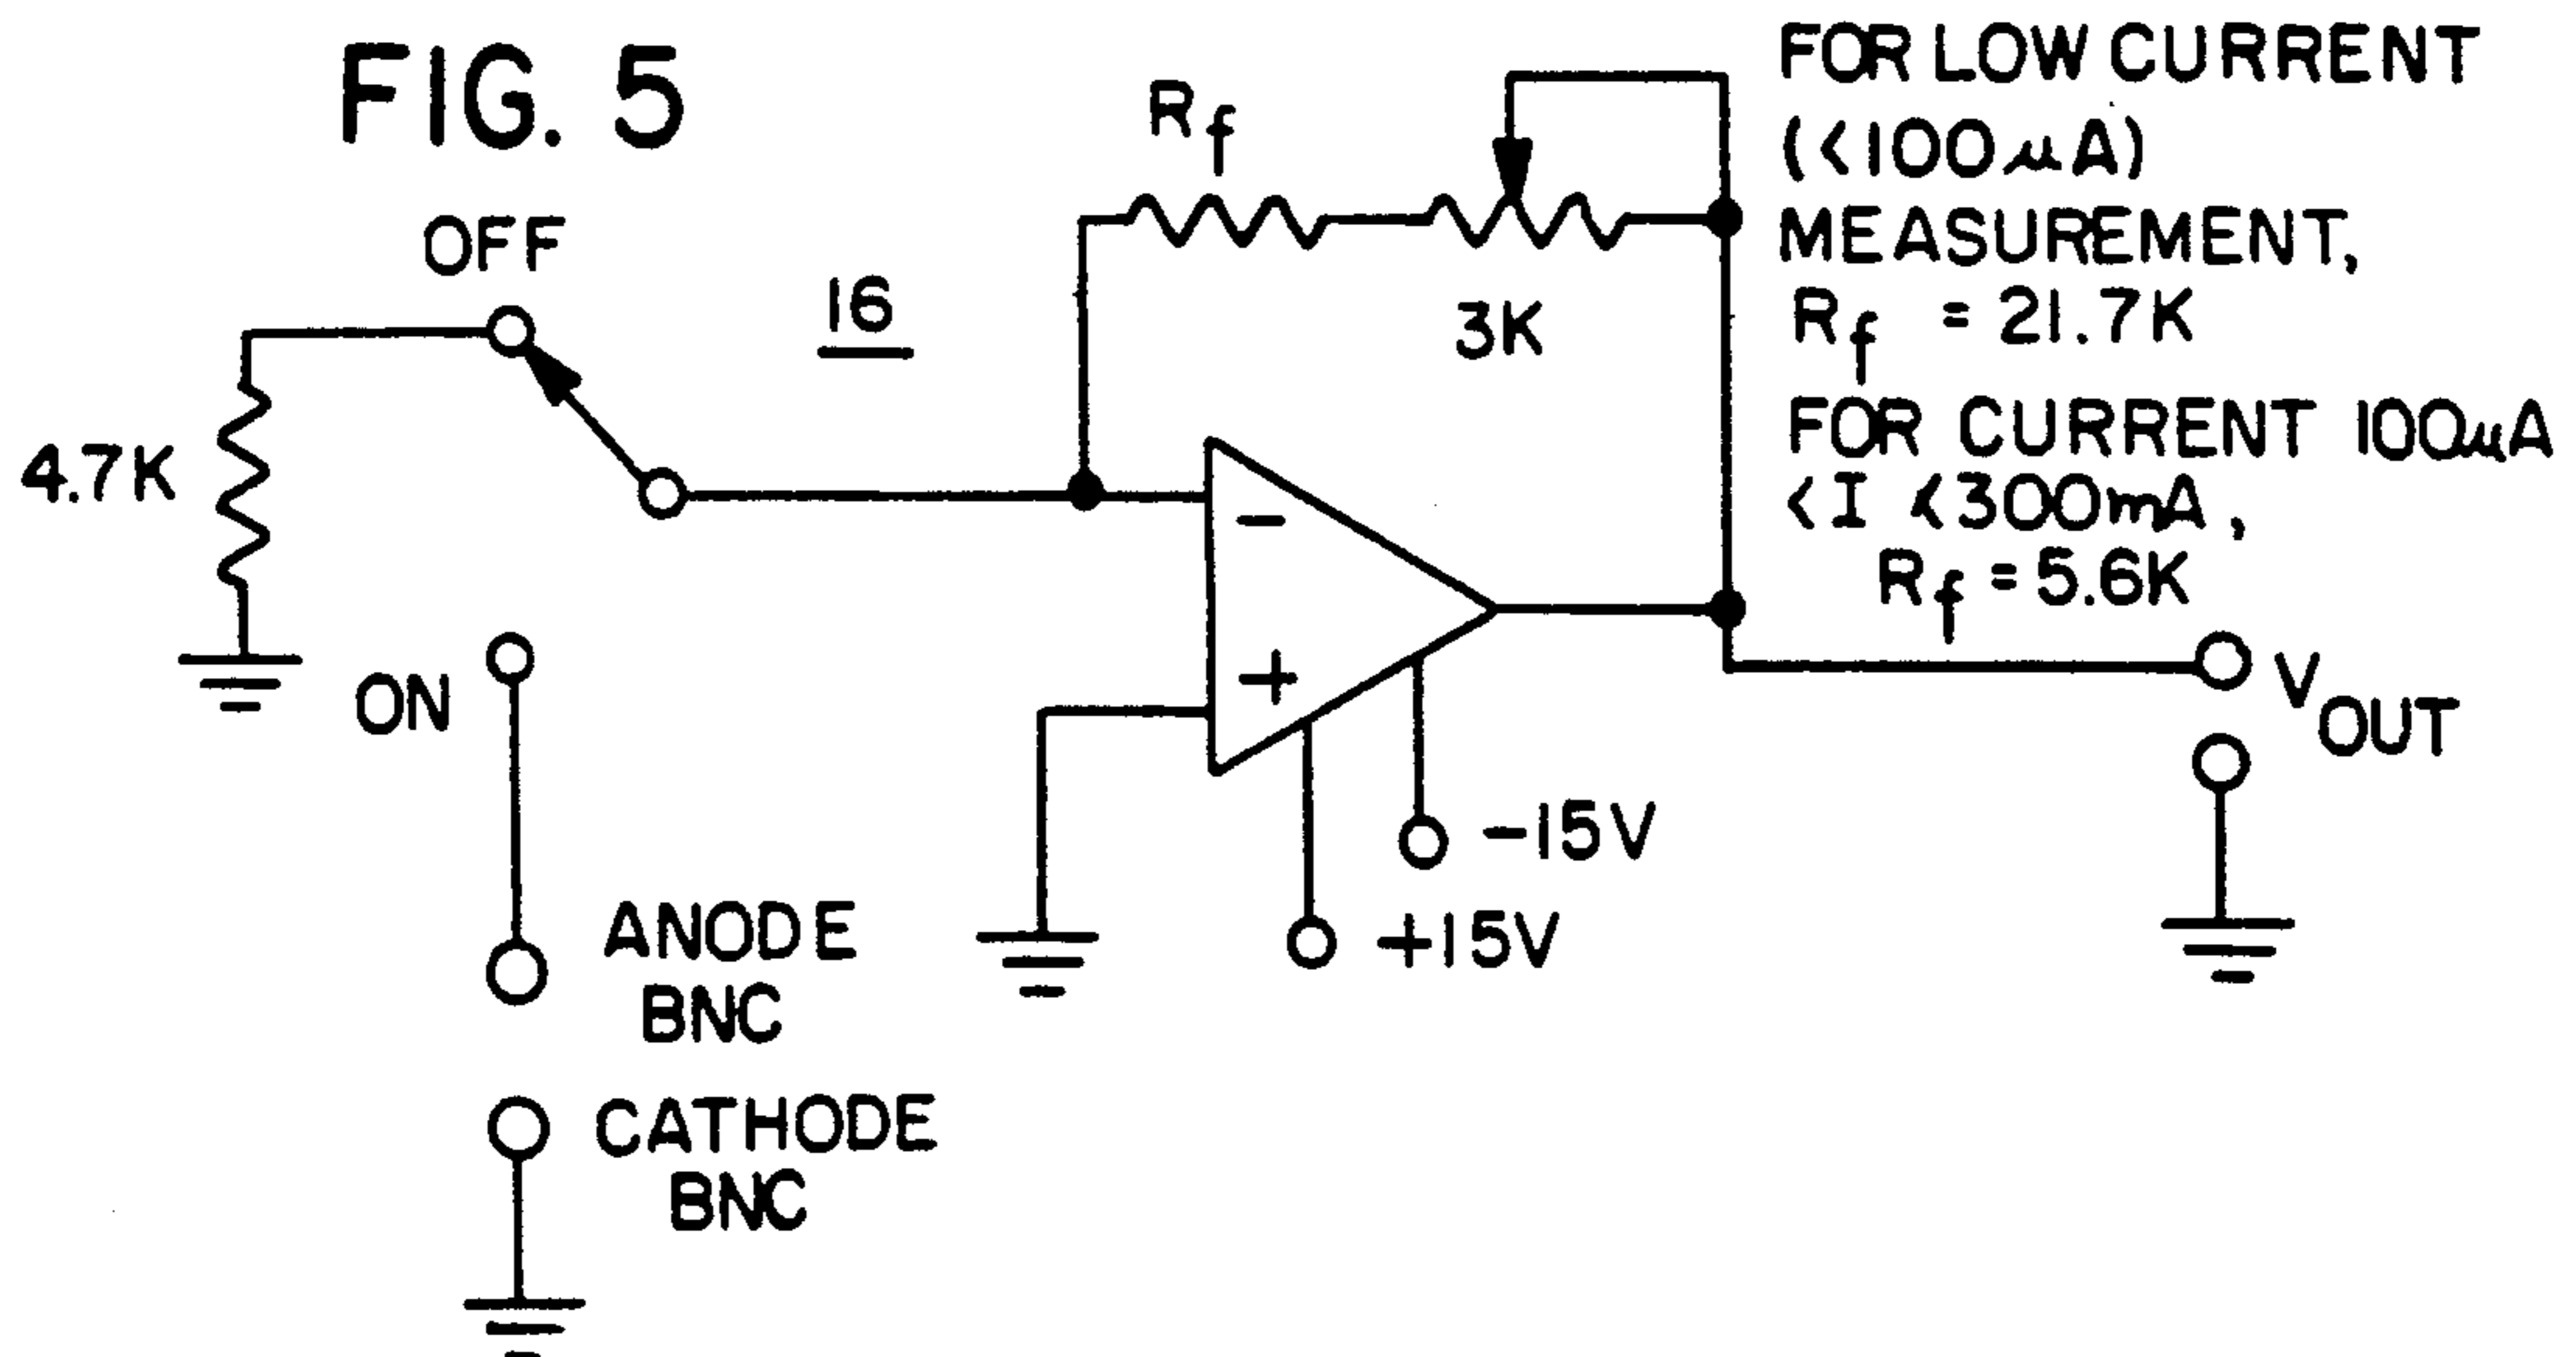 FIG. 5
FOR LOW CURRENT
(<100μA)
MEASUREMENT,
Rf = 21.7K
FOR CURRENT 100μA
<I <300mA,
Rf = 5.6K
Rf
3K
OFF
16
4.7K
ON
-
+
-15V
+15V
VOUT
ANODE
BNC
CATHODE
BNC